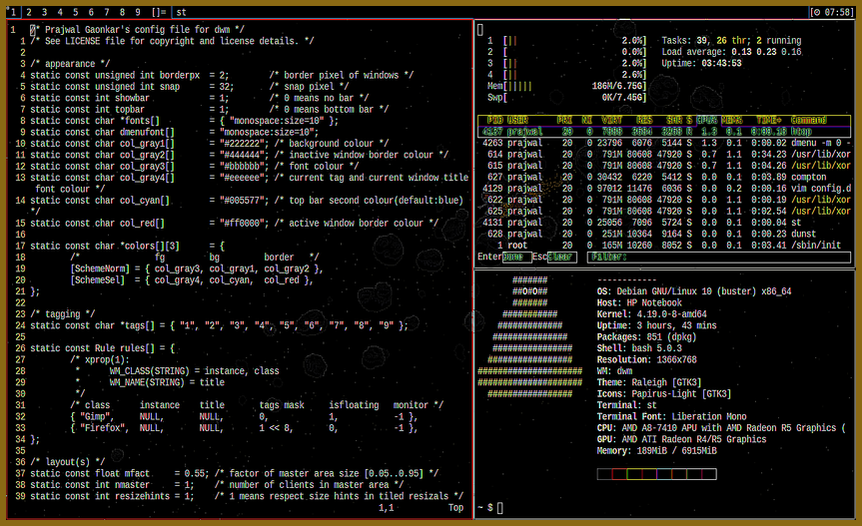 1 2 3 4 5 6 7 8 9 []= st
07:58]
1 /* Prajwal Gaonkar's config file for dwm */
1 /* See LICENSE file for copyright and license details. */
2
3 /* appearance */
4 static const unsigned int borderpx = 2; /* border pixel of windows */
5 static const unsigned int snap = 32; /* snap pixel */
6 static const int showbar = 1; /* 0 means no bar */
7 static const int topbar = 1; /* 0 means bottom bar */
8 static const char *fonts[] = { "monospace:size=10" };
9 static const char dmenufont[] = "monospace:size=10";
10 static const char col_gray1[] = "#222222"; /* background colour */
11 static const char col_gray2[] = "#444444"; /* inactive window border colour */
12 static const char col_gray3[] = "#bbbbbb"; /* font colour */
13 static const char col_gray4[] = "#eeeeee"; /* current tag and current window title
font colour */
14 static const char col_cyan[] = "#005577"; /* top bar second colour(default:blue)
*/
15 static const char col_red[] = "#ff0000"; /* active window border colour */
16
17 static const char *colors[][3] = {
18 /* fg bg border */
19 [SchemeNorm] = { col_gray3, col_gray1, col_gray2 },
20 [SchemeSel] = { col_gray4, col_cyan, col_red },
21 };
22
23 /* tagging */
24 static const char *tags[] = { "1", "2", "3", "4", "5", "6", "7", "8", "9" };
25
26 static const Rule rules[] = {
27 /* xprop(1):
28 * WM_CLASS(STRING) = instance, class
29 * WM_NAME(STRING) = title
30 */
31 /* class instance title tags mask isfloating monitor */
32 { "Gimp", NULL, NULL, 0, 1, -1 },
33 { "Firefox", NULL, NULL, 1 << 8, 0, -1 },
34 };
35
36 /* layout(s) */
37 static const float mfact = 0.55; /* factor of master area size [0.05..0.95] */
38 static const int nmaster = 1; /* number of clients in master area */
39 static const int resizehints = 1; /* 1 means respect size hints in tiled resizals */
1,1 Top
1 [|| 2.0%] Tasks: 39, 26 thr; 2 running
2 [ 0.0%] Load average: 0.13 0.23 0.16
3 [|| 2.0%] Uptime: 03:43:53
4 [|| 2.6%]
Mem[||||| 186M/6.75G]
Swp[ 0K/7.45G]
PID USER PRI NI VIRT RES SHR S CPU% MEM% TIME+ Command
4137 prajwal 20 0 R 1.3 0.1 htop
4263 prajwal 20 0 23796 6076 5144 S 1.3 0.1 0:00.02 dmenu -m 0 -
614 prajwal 20 0 791M 80608 47920 S 0.7 1.1 0:04.23 /usr/lib/xor
621 prajwal 20 0 791M 80608 47920 S 0.7 1.1 0:04.26 /usr/lib/xor
627 prajwal 20 0 30432 6220 5412 S 0.0 0.1 0:03.89 compton
4129 prajwal 20 0 97012 11476 6036 S 0.0 0.2 0:00.16 vim config.d
622 prajwal 20 0 791M 80608 47920 S 0.0 1.1 0:00.19 /usr/lib/xor
625 prajwal 20 0 791M 80608 47920 S 0.0 1.1 0:02.54 /usr/lib/xor
4131 prajwal 20 0 25056 7096 5724 S 0.0 0.1 0:00.04 st
628 prajwal 20 0 251M 10364 9164 S 0.0 0.1 0:00.23 dunst
1 root 20 0 165M 10260 8052 S 0.0 0.1 0:03.41 /sbin/init
Enter Esc Filter:
####### ------------
##O#O## OS: Debian GNU/Linux 10 (buster) x86_64
####### Host: HP Notebook
########### Kernel: 4.19.0-8-amd64
############# Uptime: 3 hours, 43 mins
############### Packages: 851 (dpkg)
################ Shell: bash 5.0.3
################# Resolution: 1366x768
##################### WM: dwm
##################### Theme: Raleigh [GTK3]
################# Icons: Papirus-Light [GTK3]
Terminal: st
Terminal Font: Liberation Mono
CPU: AMD A8-7410 APU with AMD Radeon R5 Graphics (
GPU: AMD ATI Radeon R4/R5 Graphics
Memory: 189MiB / 6915MiB
~ $